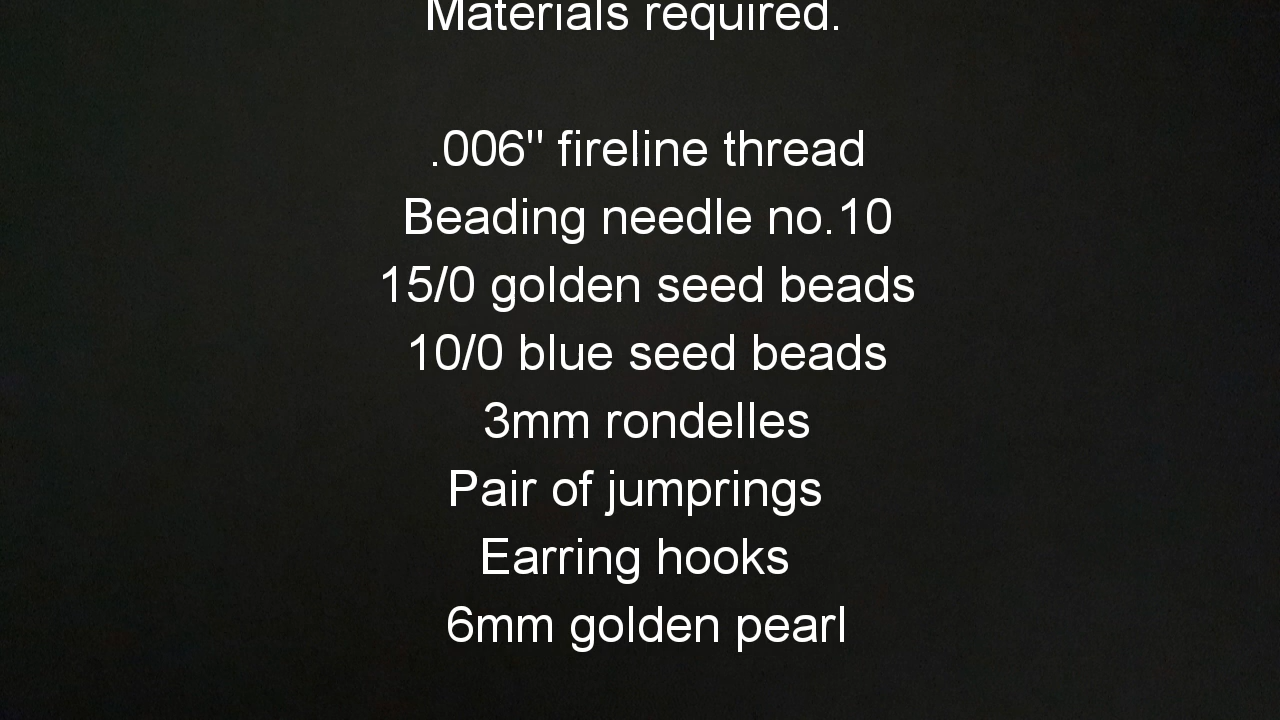 Materials required.
.006" fireline thread
Beading needle no.10
15/0 golden seed beads
10/0 blue seed beads
3mm rondelles
Pair of jumprings
Earring hooks
6mm golden pearl